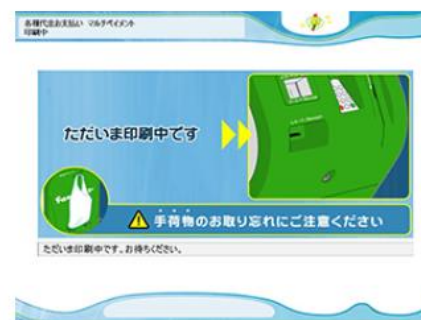 各種代金お支払い マルチペイメント
印刷中
ただいま印刷中です
手荷物のお取り忘れにご注意ください
ただいま印刷中です。お待ちください。